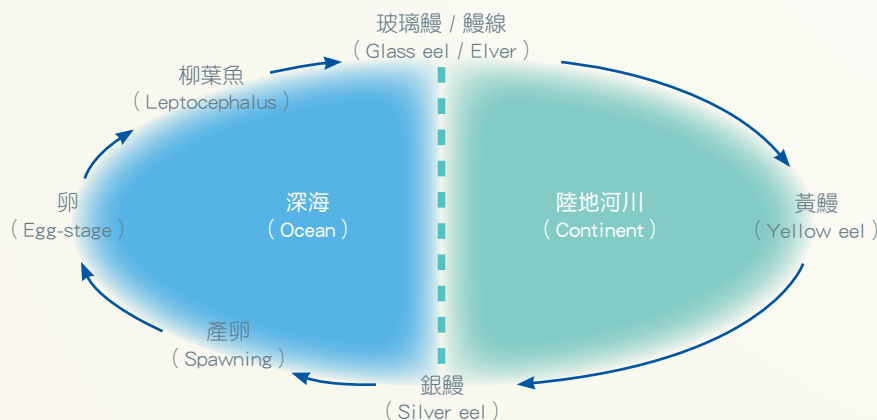 玻璃鰻 / 鰻線
( Glass eel / Elver )
柳葉魚
( Leptocephalus )
卵
( Egg-stage )
深海
( Ocean )
陸地河川
( Continent )
黃鰻
( Yellow eel )
產卵
( Spawning )
銀鰻
( Silver eel )